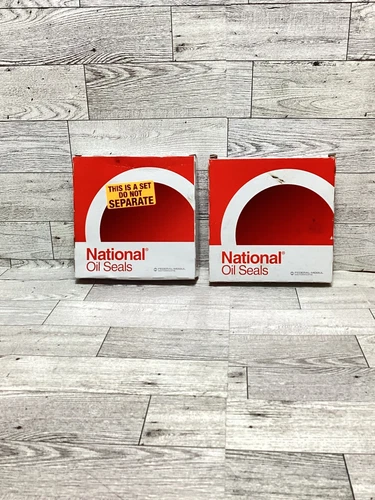 THIS IS A SET
DO NOT
SEPARATE
National®
Oil Seals
National®
Oil Seals